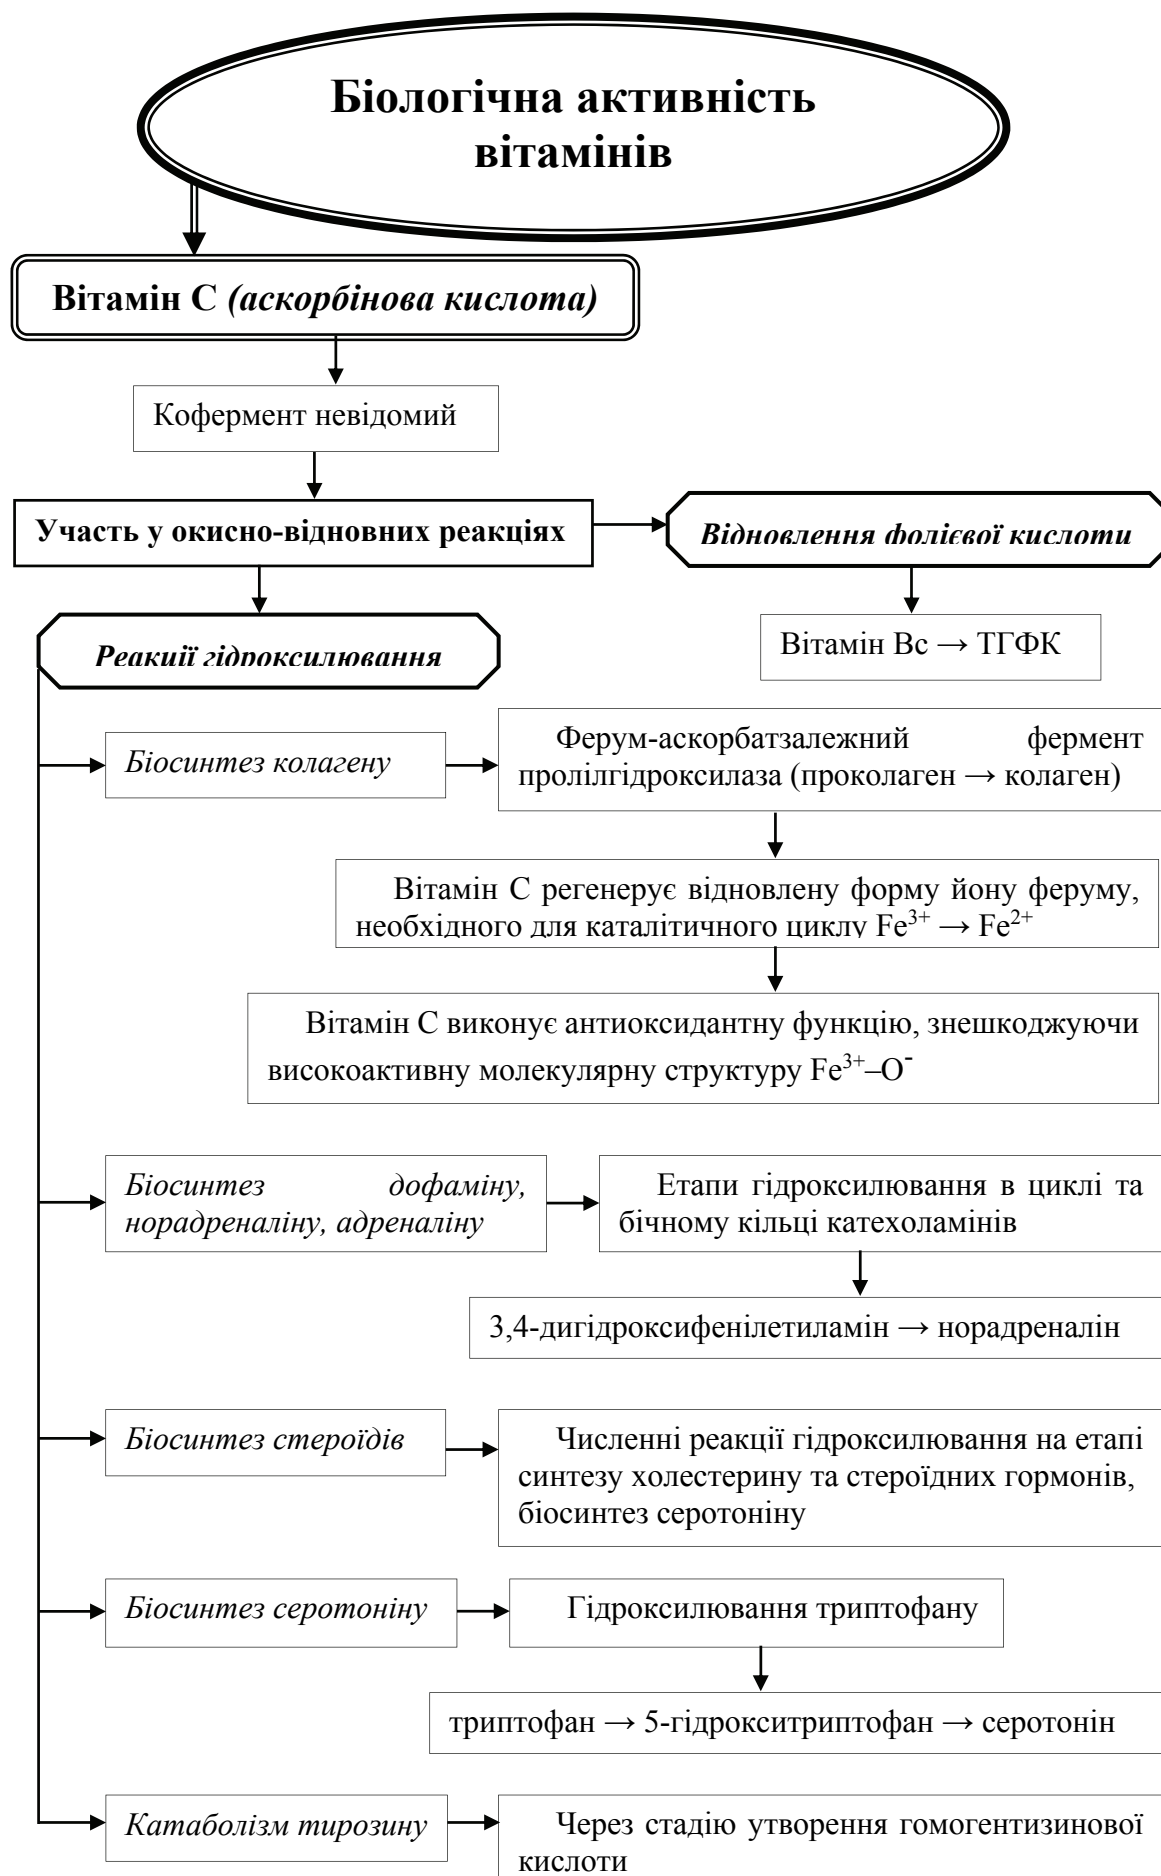 Біологічна активність
вітамінів
Вітамін С (аскорбінова кислота)
Кофермент невідомий
Участь у окисно-відновних реакціях
Відновлення фолієвої кислоти
Вітамін Вс → ТГФК
Реакції гідроксилювання
Біосинтез колагену
Ферум-аскорбатзалежний фермент
пролілгідроксилаза (проколаген → колаген)
Вітамін С регенерує відновлену форму йону феруму,
необхідного для каталітичного циклу Fe³⁺ → Fe²⁺
Вітамін С виконує антиоксидантну функцію, знешкоджуючи
високоактивну молекулярну структуру Fe³⁺–O⁻
Біосинтез дофаміну,
норадреналіну, адреналіну
Етапи гідроксилювання в циклі та
бічному кільці катехоламінів
3,4-дигідроксифенілетиламін → норадреналін
Біосинтез стероїдів
Численні реакції гідроксилювання на етапі
синтезу холестерину та стероїдних гормонів,
біосинтез серотоніну
Біосинтез серотоніну
Гідроксилювання триптофану
триптофан → 5-гідрокситриптофан → серотонін
Катаболізм тирозину
Через стадію утворення гомогентизинової
кислоти